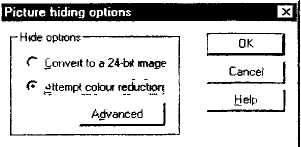 Picture hiding options
Hide options
Convert to a 24-bit image
Attempt colour reduction
Advanced
OK
Cancel
Help